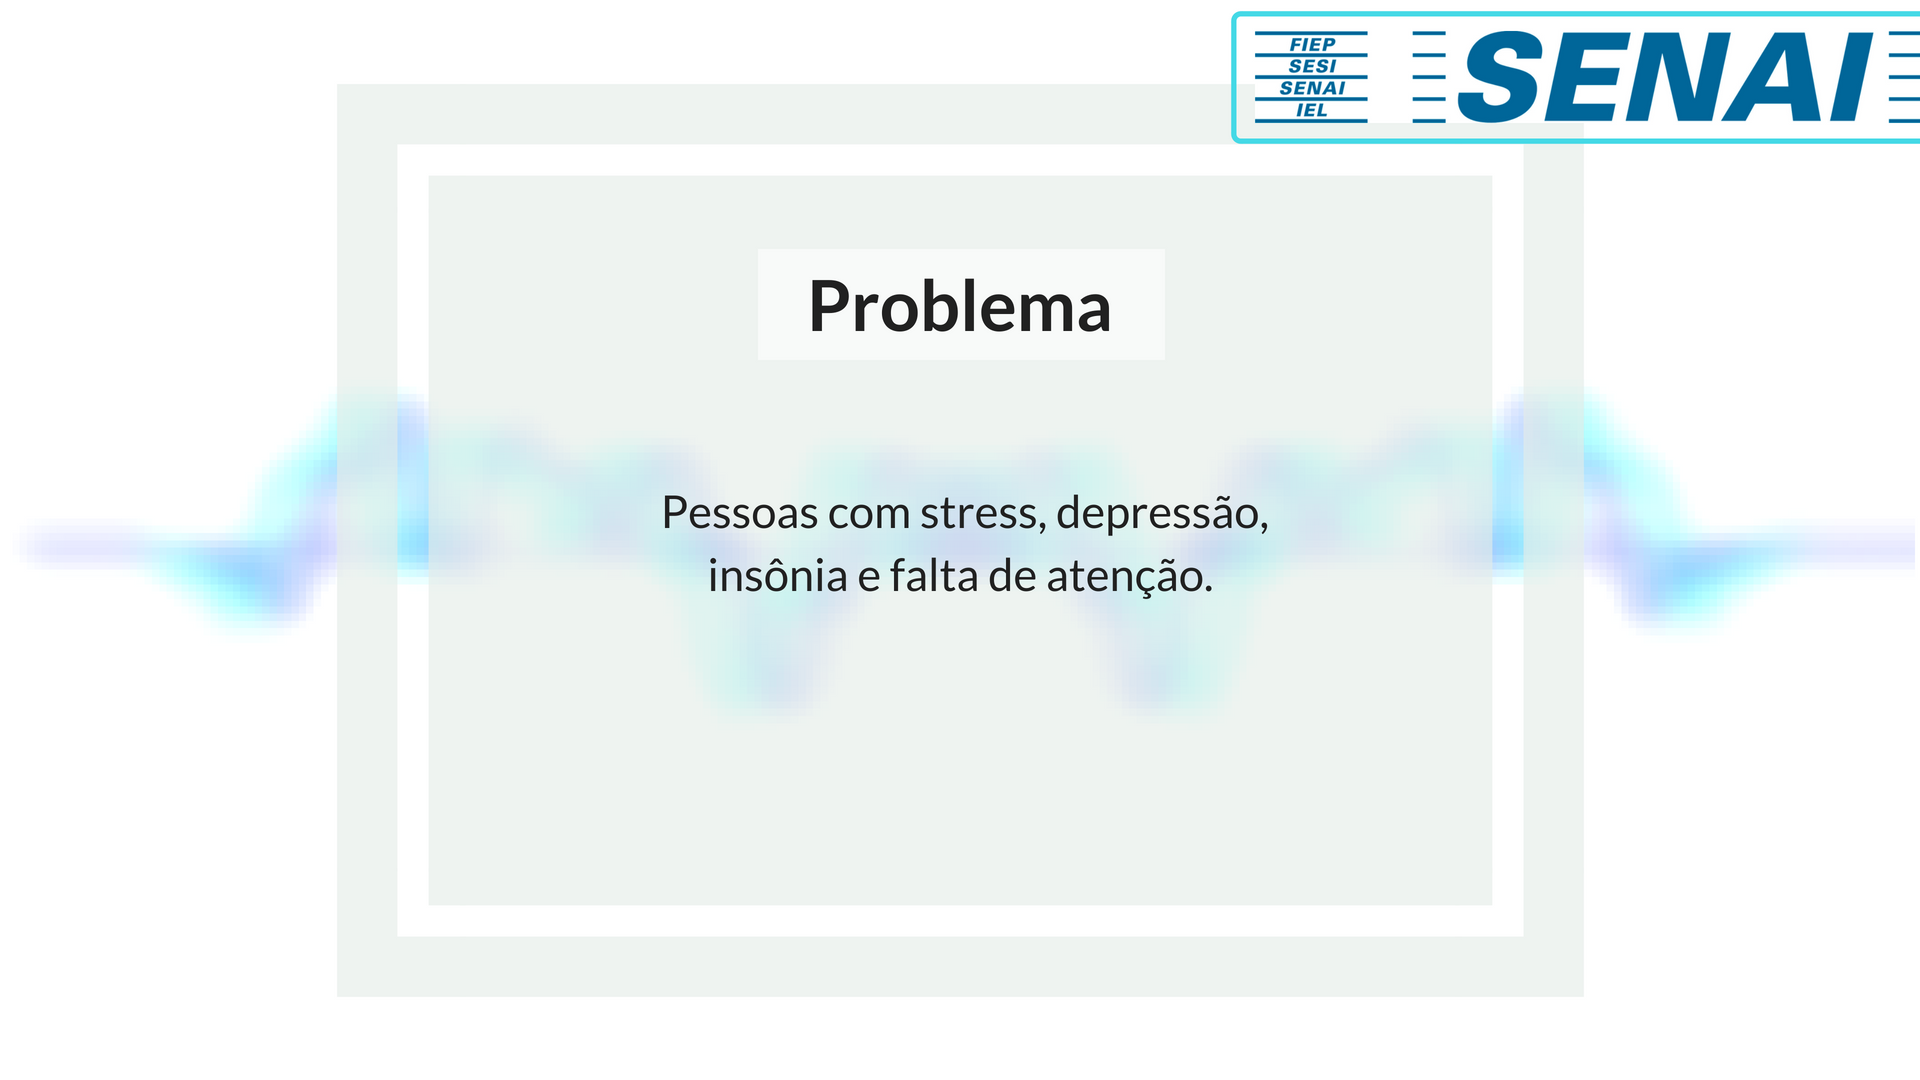 FIEP
SESI
SENAI
IEL
SENAI
Problema
Pessoas com stress, depressão,
insônia e falta de atenção.